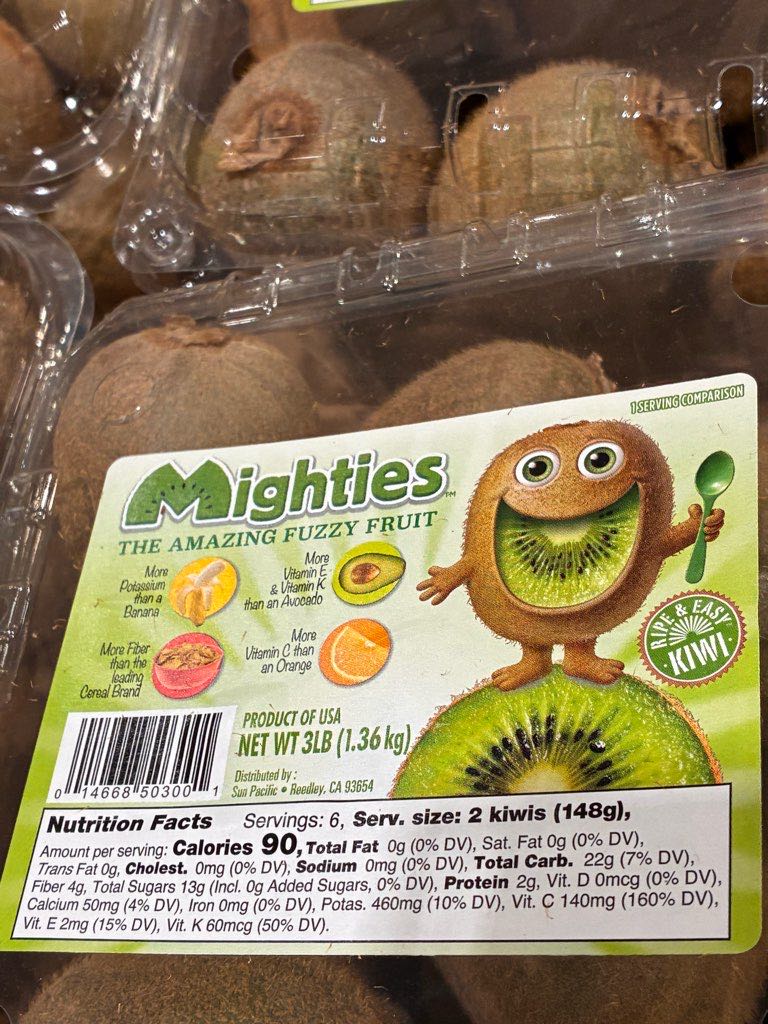 1 SERVING COMPARISON
Mighties™
THE AMAZING FUZZY FRUIT
More
Potassium
than a
Banana
More
Vitamin E
& Vitamin K
than an Avocado
More Fiber
than the
leading
Cereal Brand
More
Vitamin C than
an Orange
RIPE & EASY
· KIWI ·
PRODUCT OF USA
NET WT 3LB (1.36 kg)
Distributed by :
Sun Pacific • Reedley, CA 93654
0 14668 50300 1
Nutrition Facts Servings: 6, Serv. size: 2 kiwis (148g),
Amount per serving: Calories 90, Total Fat 0g (0% DV), Sat. Fat 0g (0% DV),
Trans Fat 0g, Cholest. 0mg (0% DV), Sodium 0mg (0% DV), Total Carb. 22g (7% DV),
Fiber 4g, Total Sugars 13g (Incl. 0g Added Sugars, 0% DV), Protein 2g, Vit. D 0mcg (0% DV),
Calcium 50mg (4% DV), Iron 0mg (0% DV), Potas. 460mg (10% DV), Vit. C 140mg (160% DV),
Vit. E 2mg (15% DV), Vit. K 60mcg (50% DV).